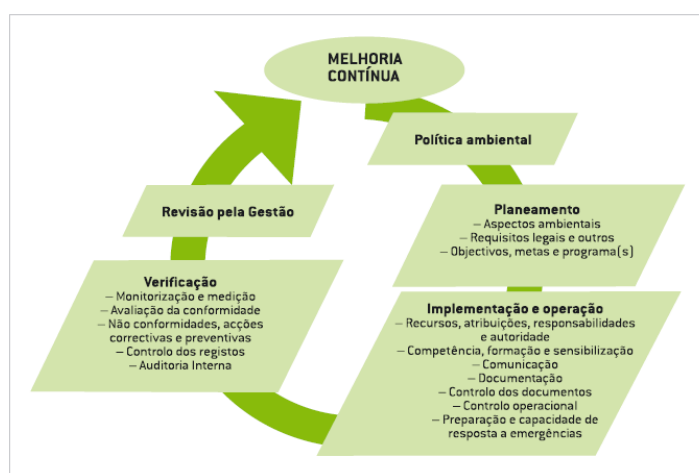 MELHORIA
CONTÍNUA
Política ambiental
Planeamento
– Aspectos ambientais
– Requisitos legais e outros
– Objectivos, metas e programa(s)
Implementação e operação
– Recursos, atribuições, responsabilidades
e autoridade
– Competência, formação e sensibilização
– Comunicação
– Documentação
– Controlo dos documentos
– Controlo operacional
– Preparação e capacidade de
resposta a emergências
Verificação
– Monitorização e medição
– Avaliação da conformidade
– Não conformidades, acções
correctivas e preventivas
– Controlo dos registos
– Auditoria Interna
Revisão pela Gestão